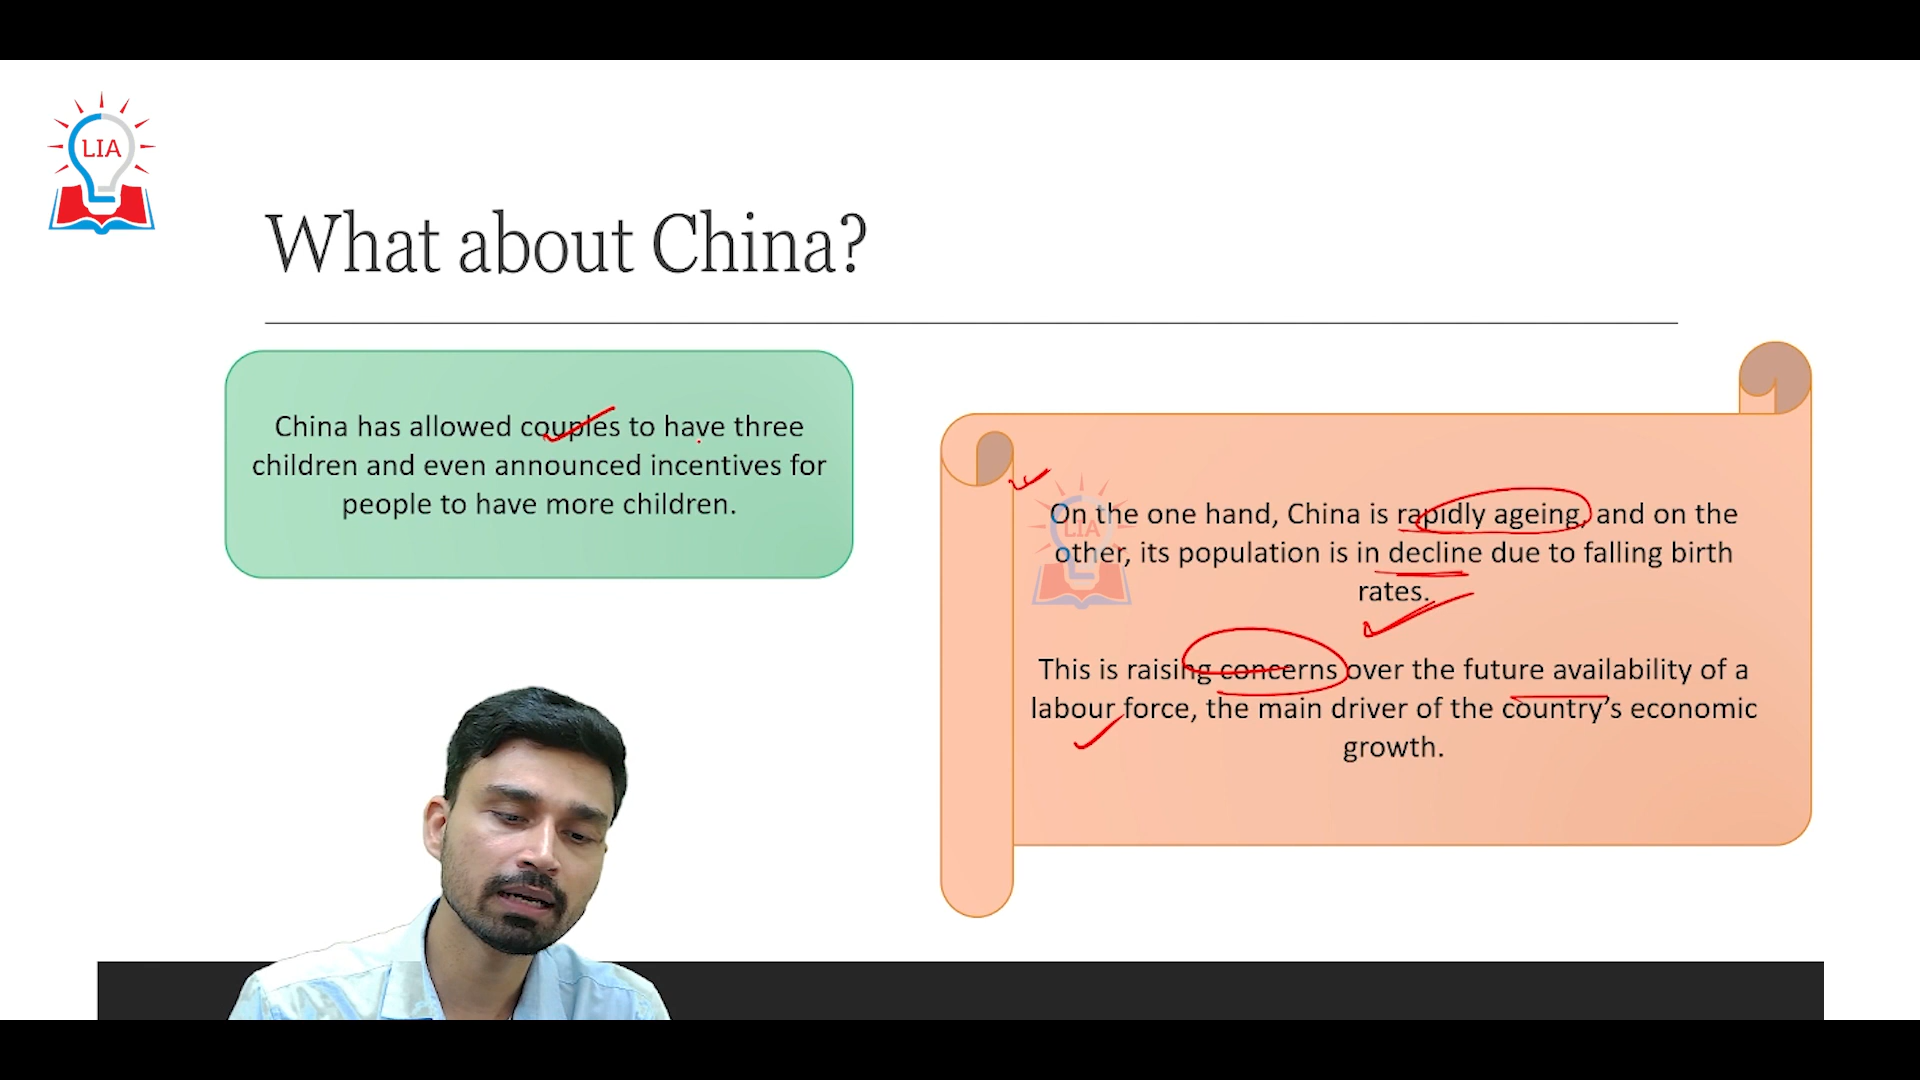 LIA
What about China?
China has allowed couples to have three
children and even announced incentives for
people to have more children.
LIA
On the one hand, China is rapidly ageing, and on the
other, its population is in decline due to falling birth
rates.
This is raising concerns over the future availability of a
labour force, the main driver of the country's economic
growth.